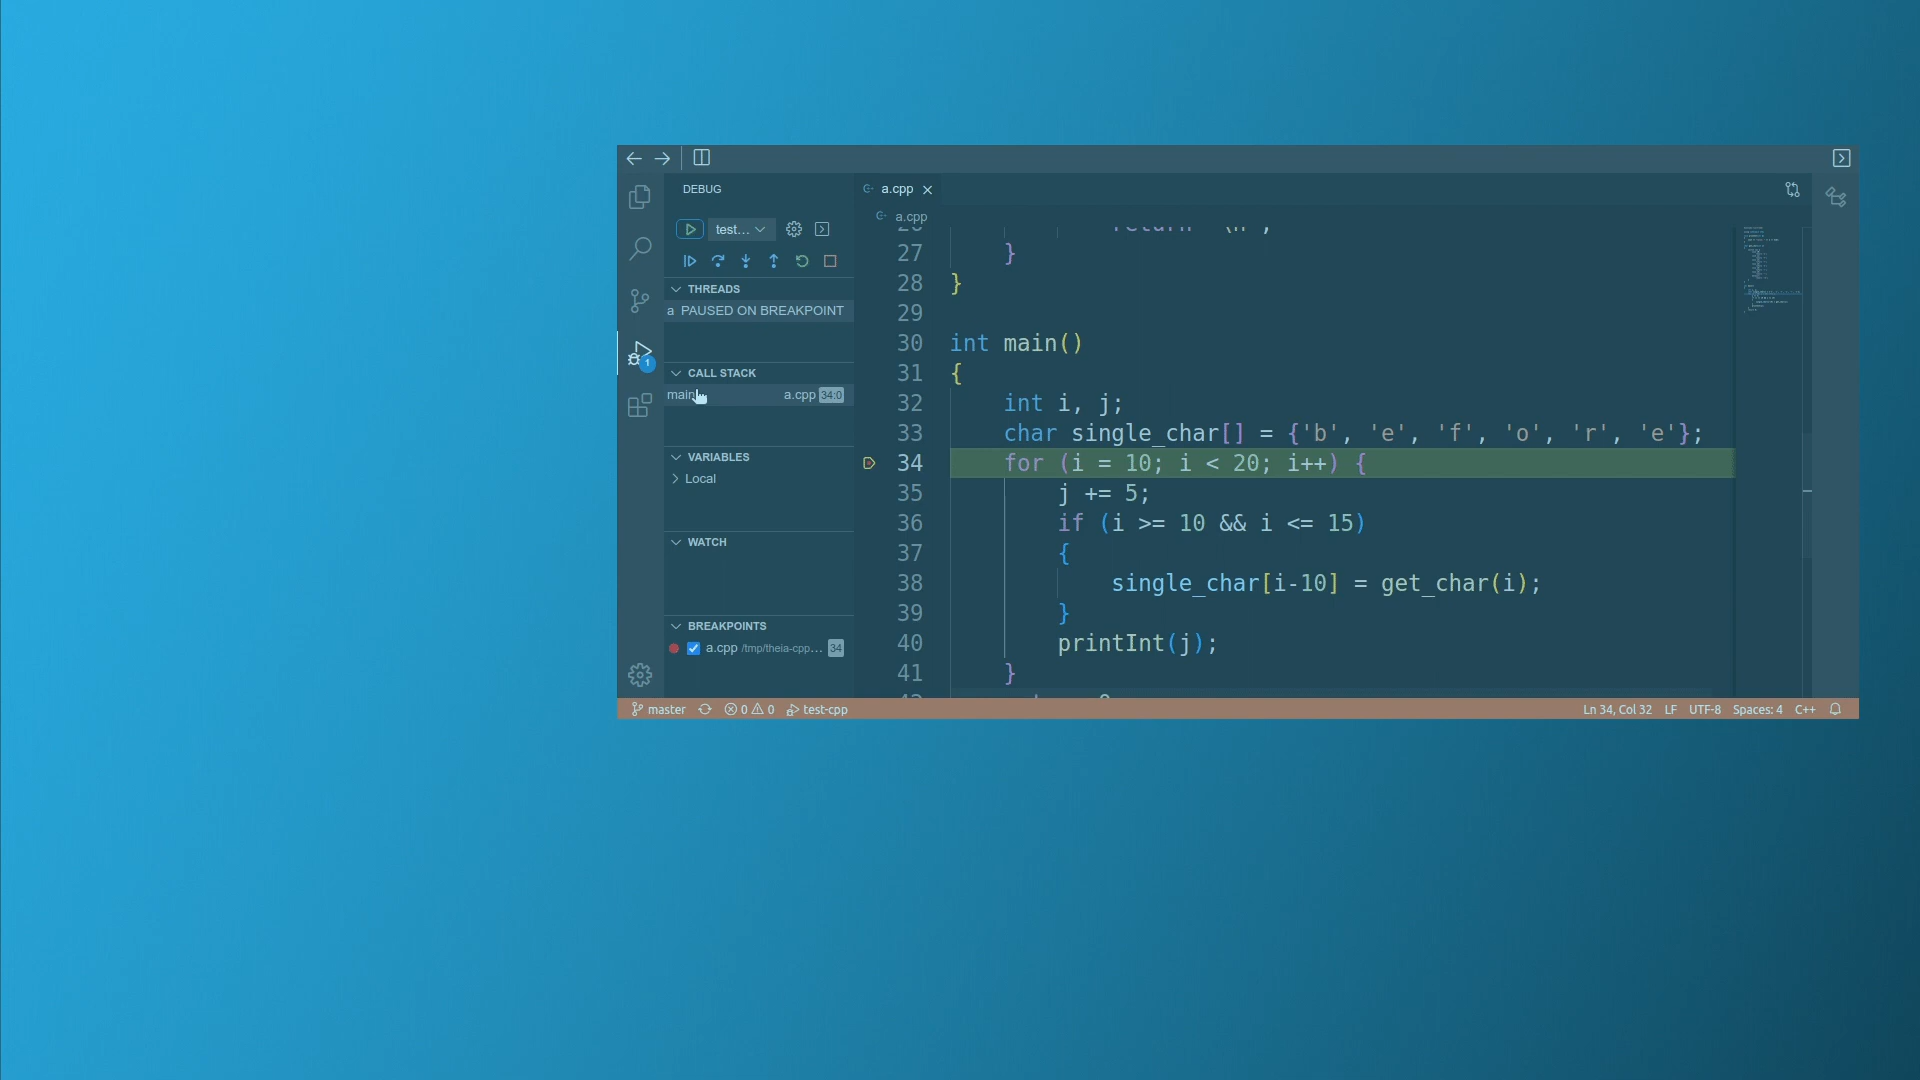 DEBUG
a.cpp
test...
a.cpp
THREADS
a PAUSED ON BREAKPOINT
CALL STACK
main a.cpp 34:0
VARIABLES
Local
WATCH
BREAKPOINTS
a.cpp /tmp/theia-cpp... 34
27 }
28 }
29
30 int main()
31 {
32 int i, j;
33 char single_char[] = {'b', 'e', 'f', 'o', 'r', 'e'};
34 for (i = 10; i < 20; i++) {
35 j += 5;
36 if (i >= 10 && i <= 15)
37 {
38 single_char[i-10] = get_char(i);
39 }
40 printInt(j);
41 }
1
master 0 0 test-cpp Ln 34, Col 32 LF UTF-8 Spaces: 4 C++